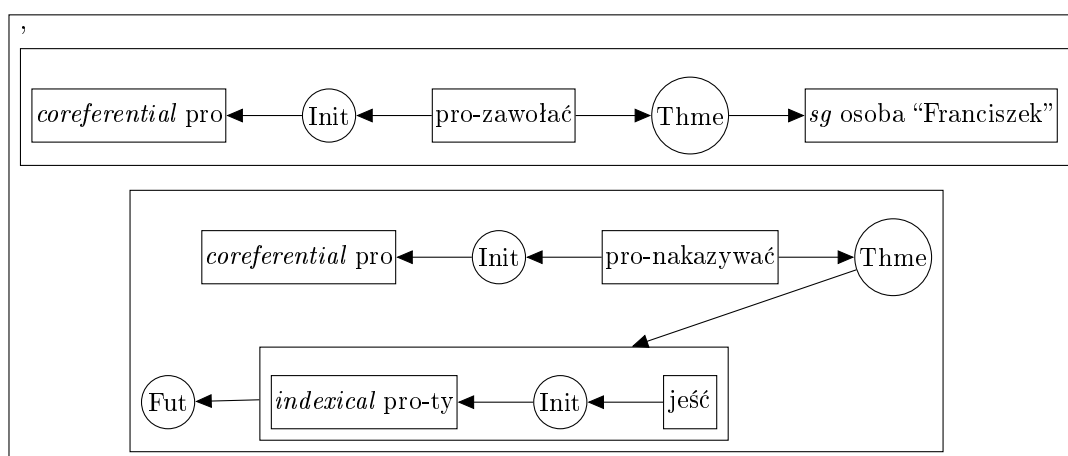 ,
coreferential pro Init pro-zawołać Thme sg osoba “Franciszek”
coreferential pro Init pro-nakazywać Thme
Fut indexical pro-ty Init jeść